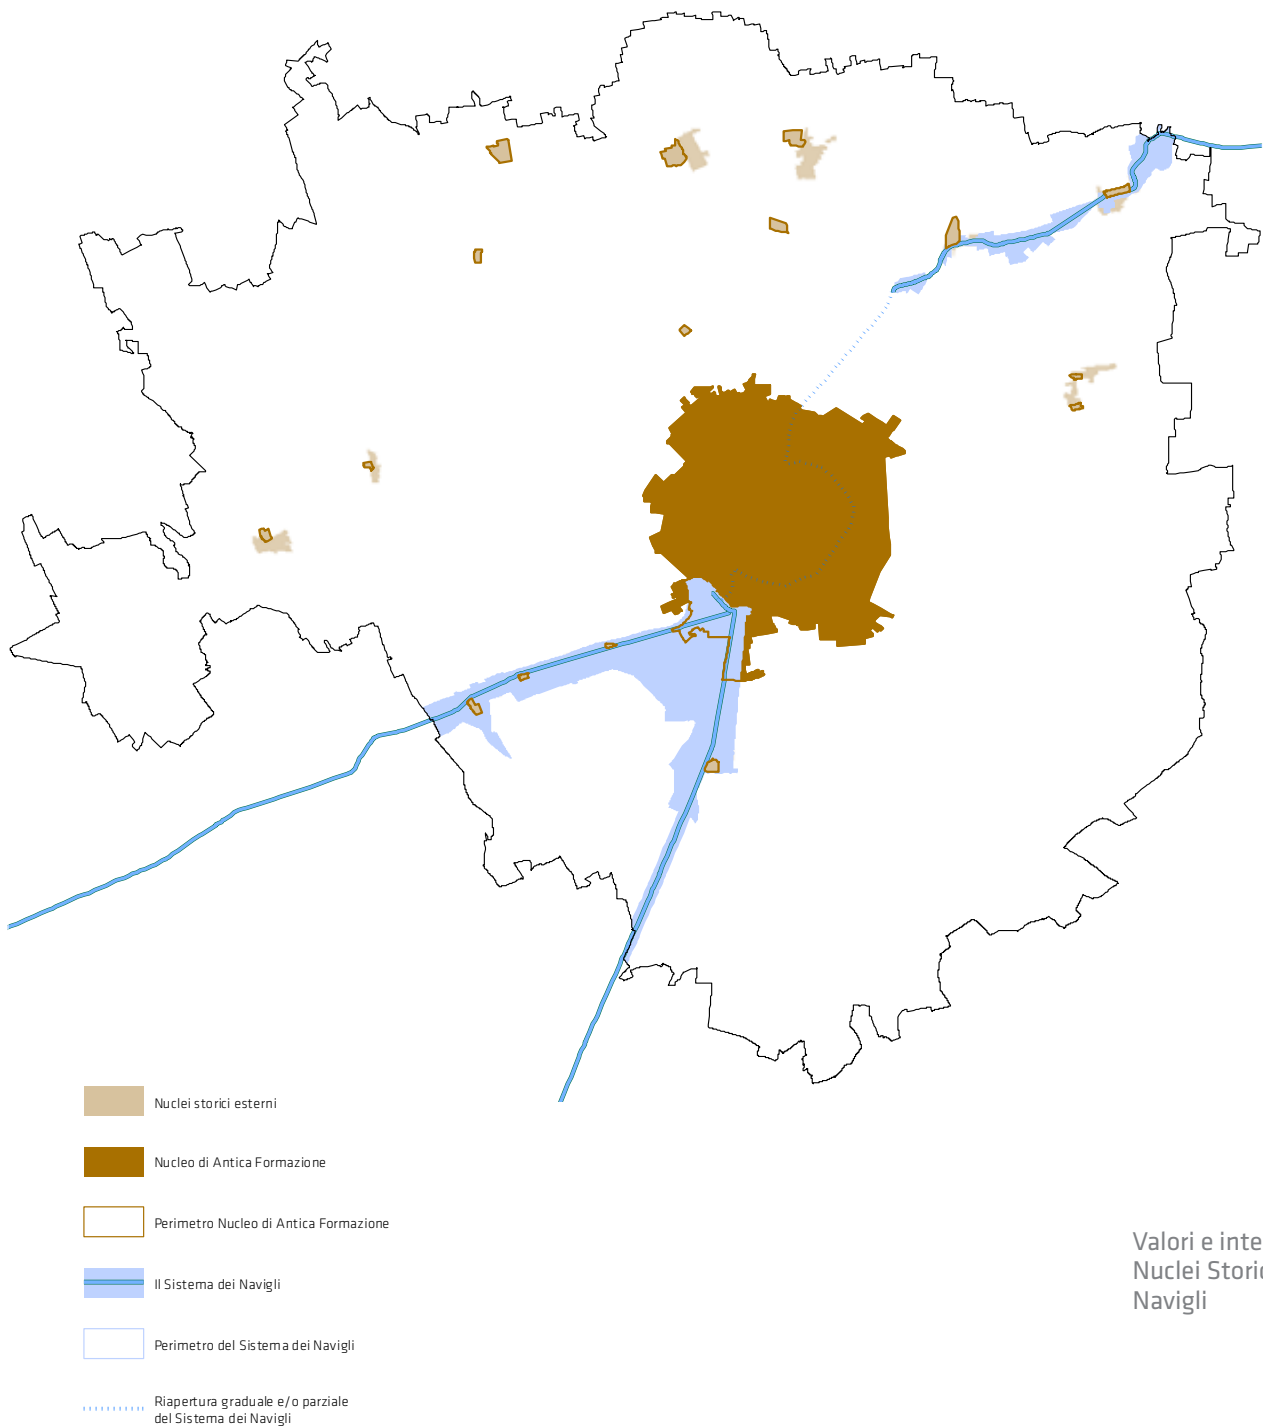 Nuclei storici esterni
Nucleo di Antica Formazione
Perimetro Nucleo di Antica Formazione
Il Sistema dei Navigli
Perimetro del Sistema dei Navigli
Riapertura graduale e/o parziale
del Sistema dei Navigli
Valori e inte
Nuclei Storic
Navigli